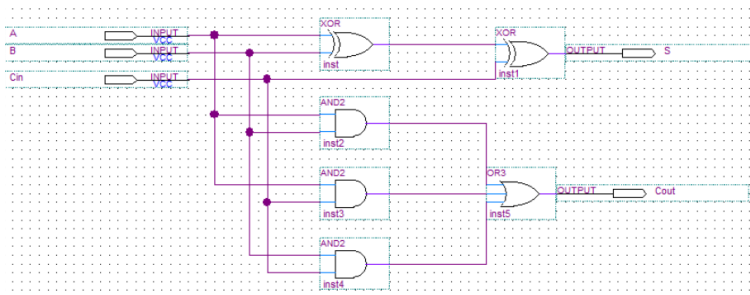 XOR
XOR
A INPUT
VCC
B INPUT
VCC
inst
OUTPUT S
Cin INPUT
VCC
inst1
AND2
inst2
AND2
OR3
OUTPUT Cout
inst3
inst5
AND2
inst4